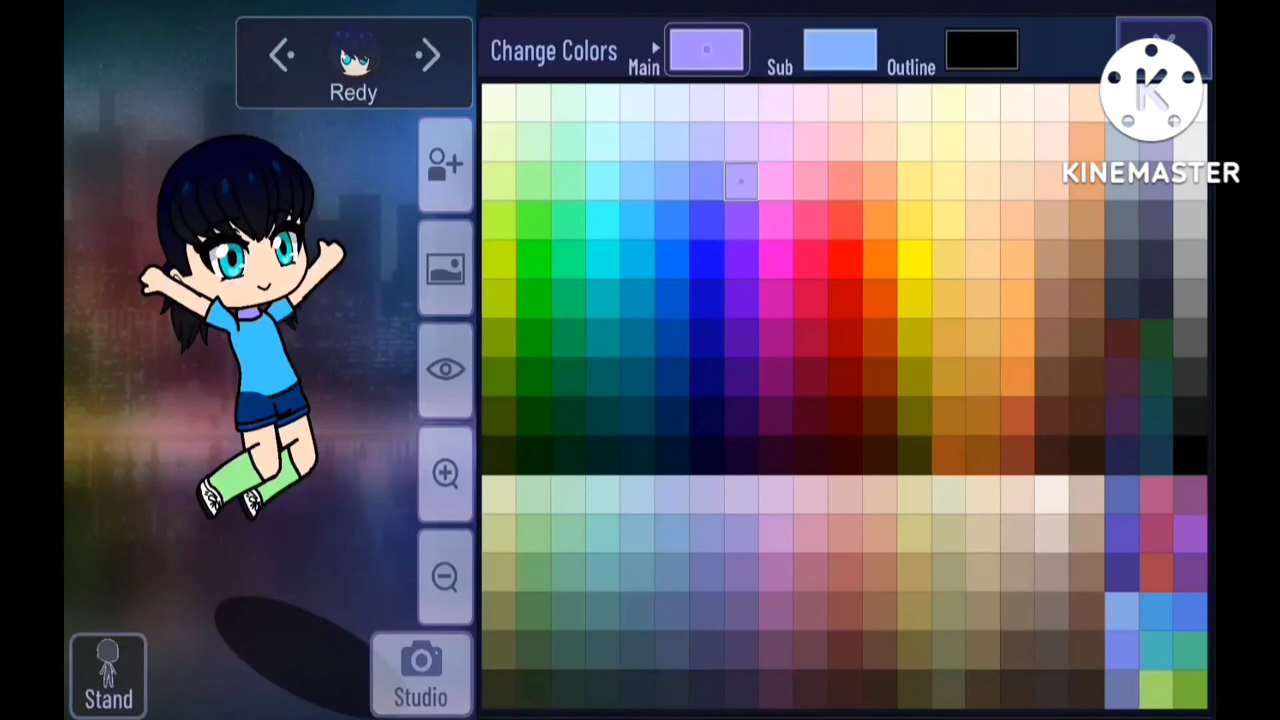 Redy
Change Colors
Main
Sub
Outline
K
KINEMASTER
Stand
Studio